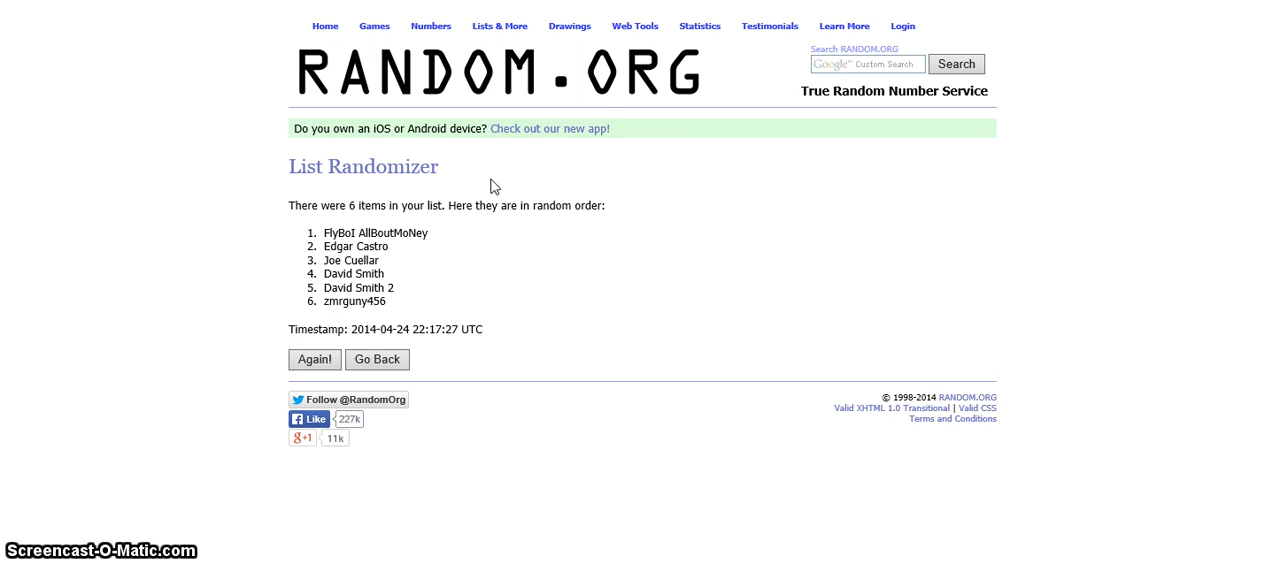 Home Games Numbers Lists & More Drawings Web Tools Statistics Testimonials Learn More Login
RANDOM.ORG
Search RANDOM.ORG
Google™ Custom Search Search
True Random Number Service
Do you own an iOS or Android device? Check out our new app!
List Randomizer
There were 6 items in your list. Here they are in random order:
1. FlyBoI AllBoutMoNey
2. Edgar Castro
3. Joe Cuellar
4. David Smith
5. David Smith 2
6. zmrguny456
Timestamp: 2014-04-24 22:17:27 UTC
Again! Go Back
Follow @RandomOrg
Like 227k
g+1 11k
© 1998-2014 RANDOM.ORG
Valid XHTML 1.0 Transitional | Valid CSS
Terms and Conditions
Screencast-O-Matic.com